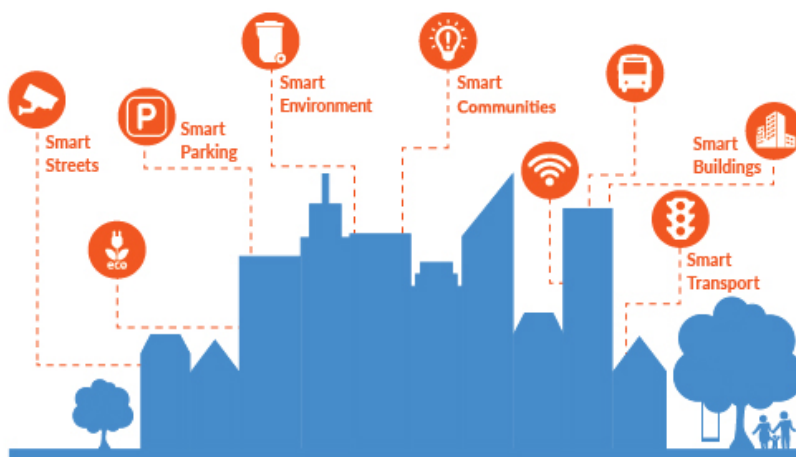 Smart
Streets
P
Smart
Parking
Smart
Environment
Smart
Communities
Smart
Buildings
Smart
Transport
eco